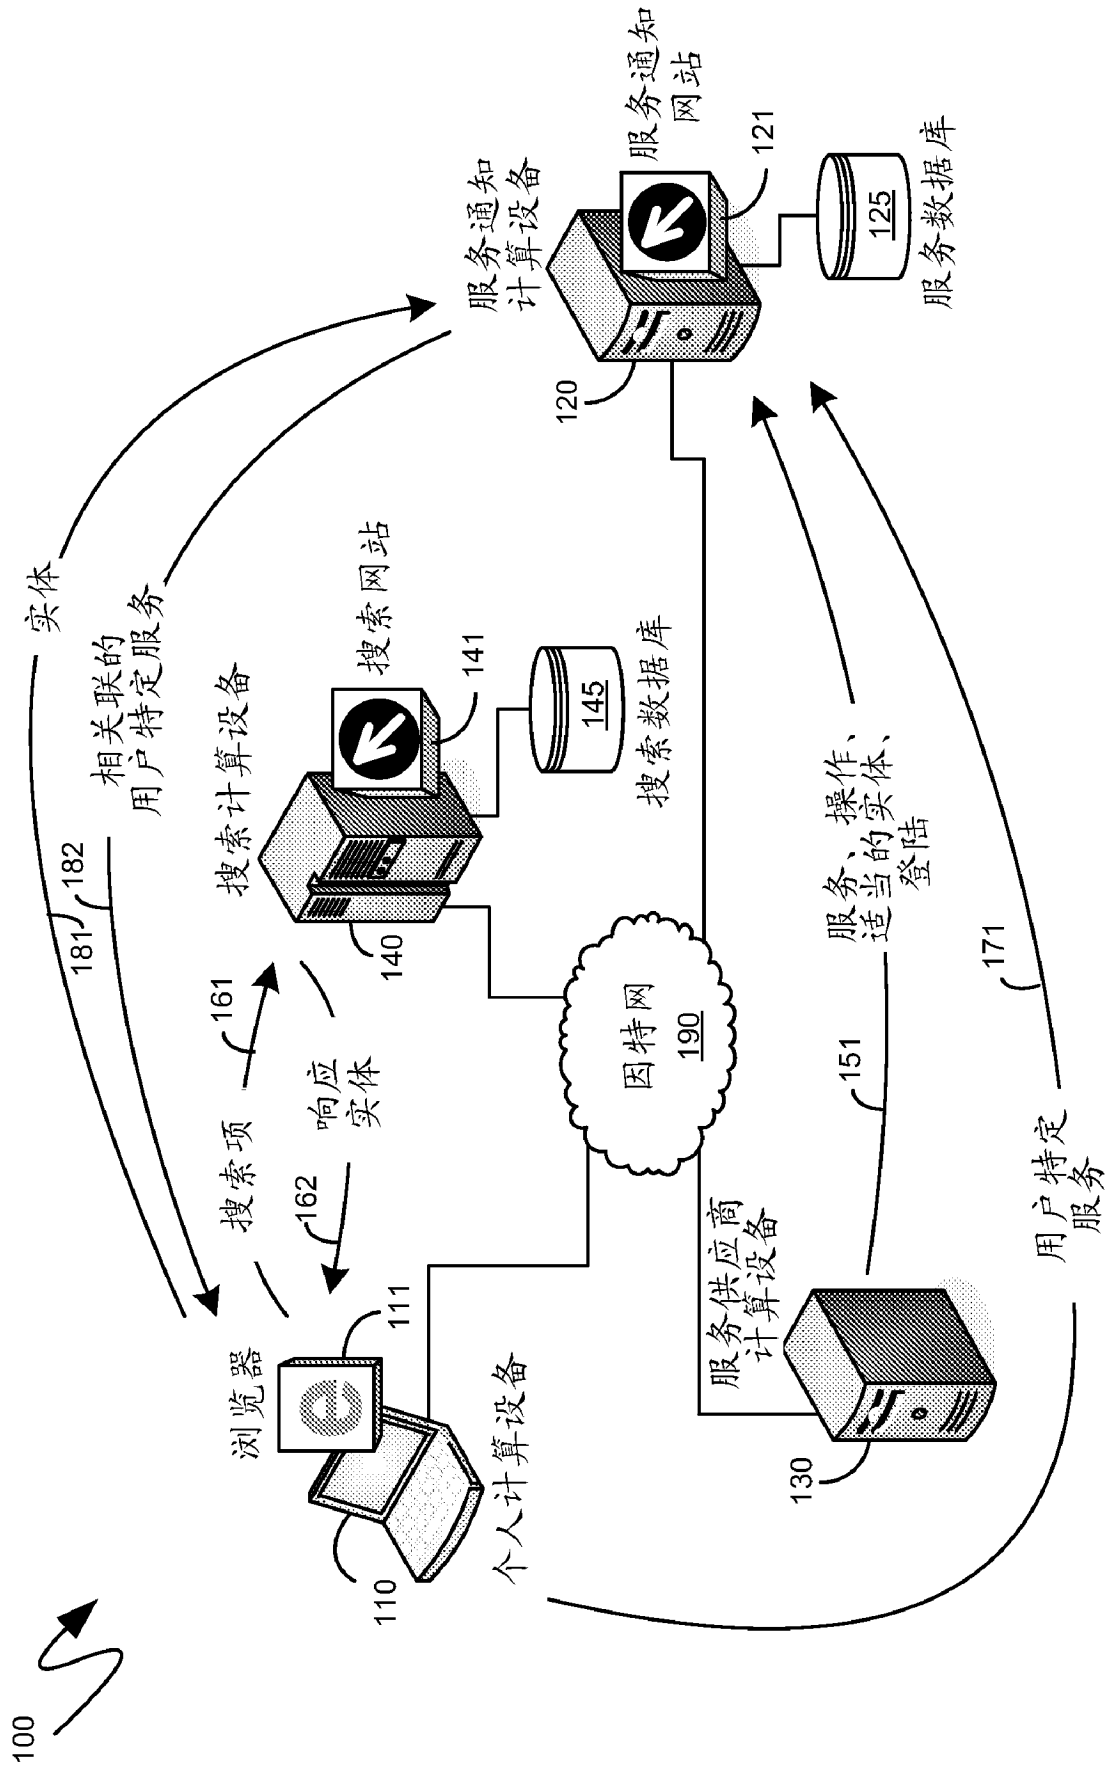 100
实体
181
相关联的
用户特定服务
182
浏览器
111
110
个人计算设备
搜索项
161
响应
实体
162
搜索计算设备
140
搜索网站
141
145
搜索数据库
服务通知
计算设备
120
服务通知
网站
121
125
服务数据库
因特网
190
服务供应商
计算设备
130
151
服务、操作、
适当的实体、
登陆
171
用户特定
服务